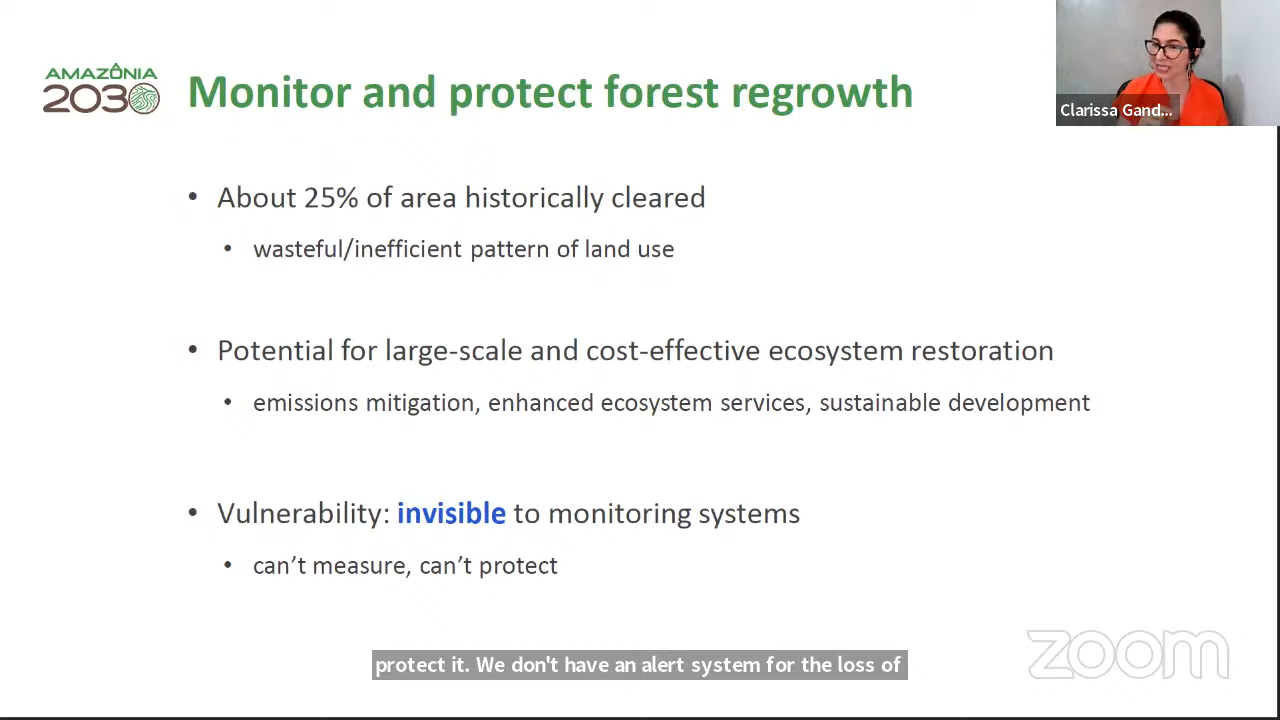 AMAZÔNIA
2030
Monitor and protect forest regrowth
Clarissa Gand...
• About 25% of area historically cleared
• wasteful/inefficient pattern of land use
• Potential for large-scale and cost-effective ecosystem restoration
• emissions mitigation, enhanced ecosystem services, sustainable development
• Vulnerability: invisible to monitoring systems
• can’t measure, can’t protect
protect it. We don't have an alert system for the loss of
zoom